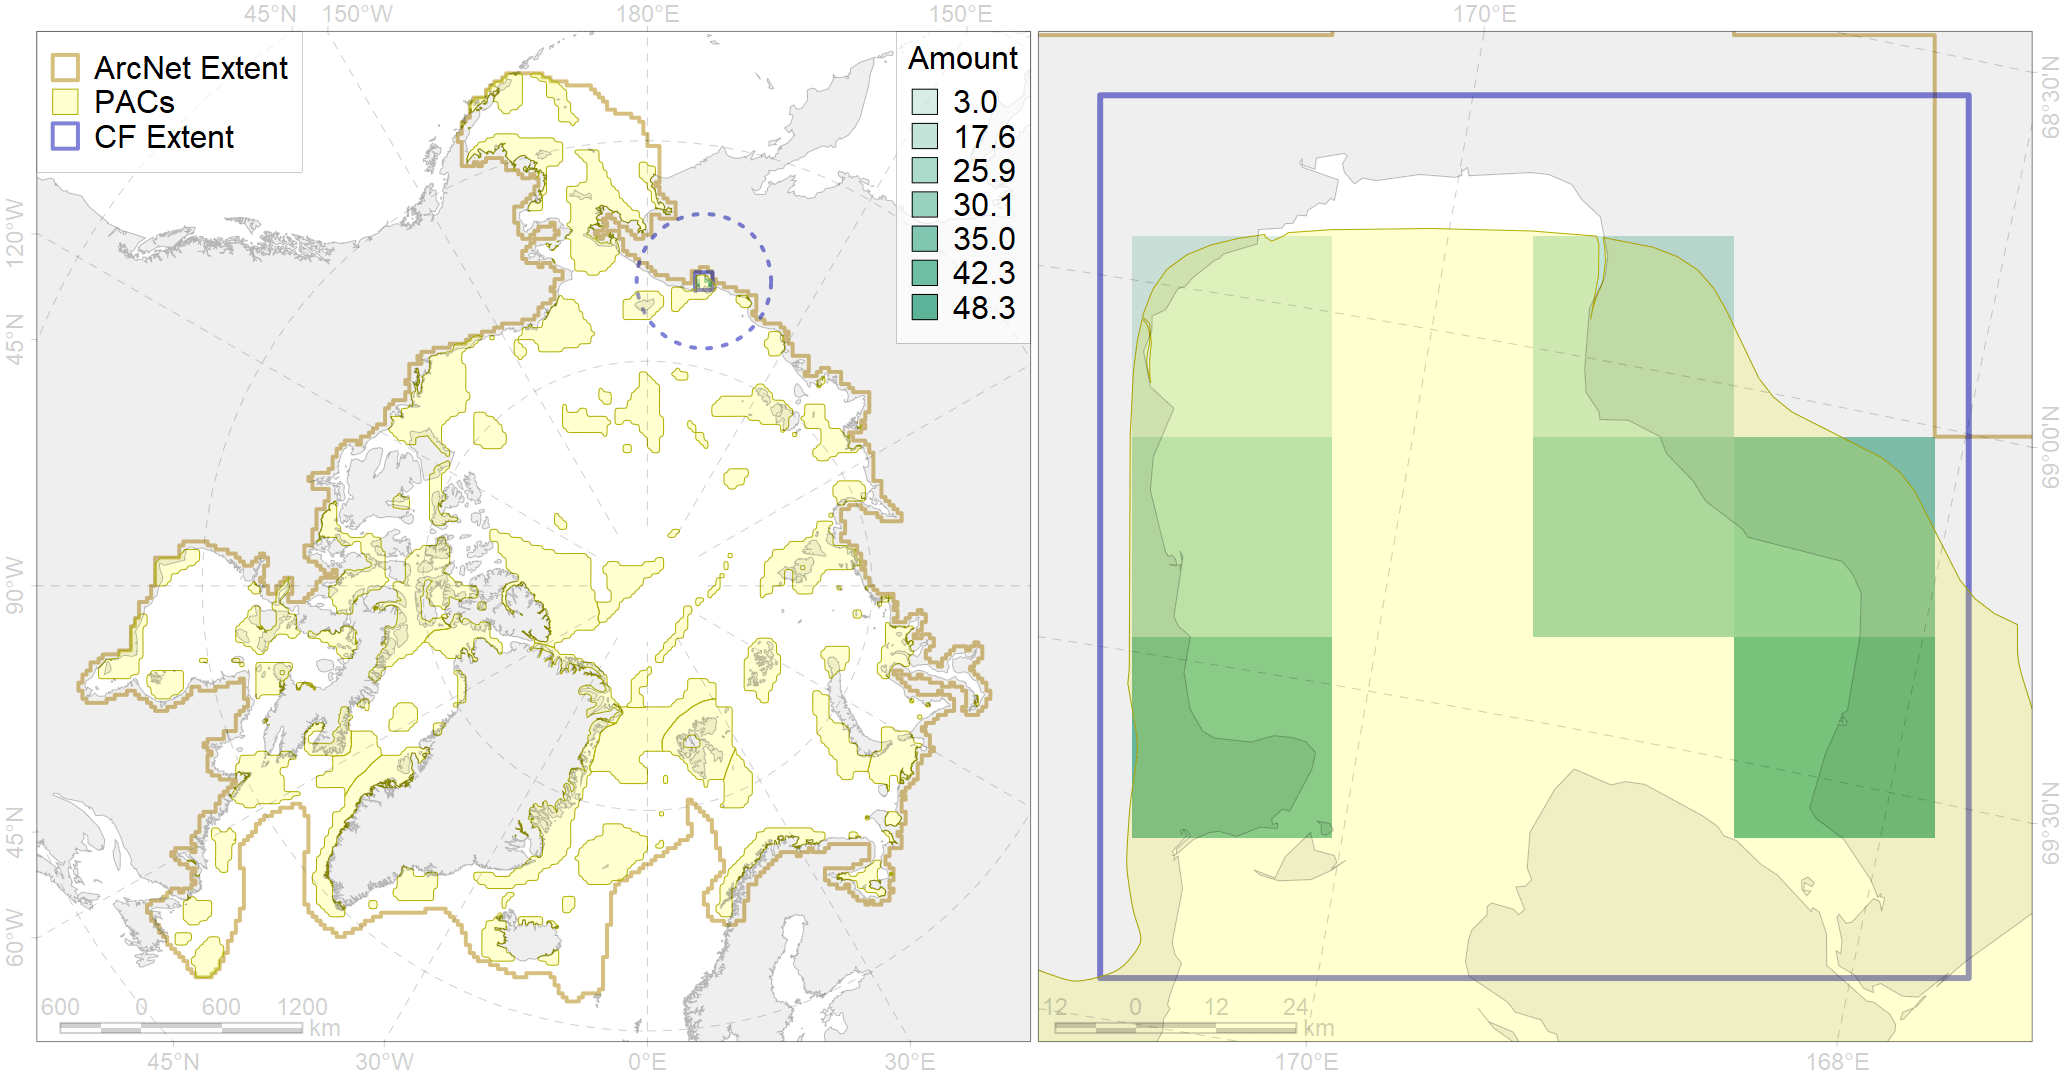 45°N 150°W 180°E 150°E 170°E
ArcNet Extent
PACs
CF Extent
Amount
3.0
17.6
25.9
30.1
35.0
42.3
48.3
120°W
45°N
90°W
45°N
60°W
68°30'N
69°00'N
69°30'N
600 0 600 1200
km
12 0 12 24
km
45°N 30°W 0°E 30°E 170°E 168°E